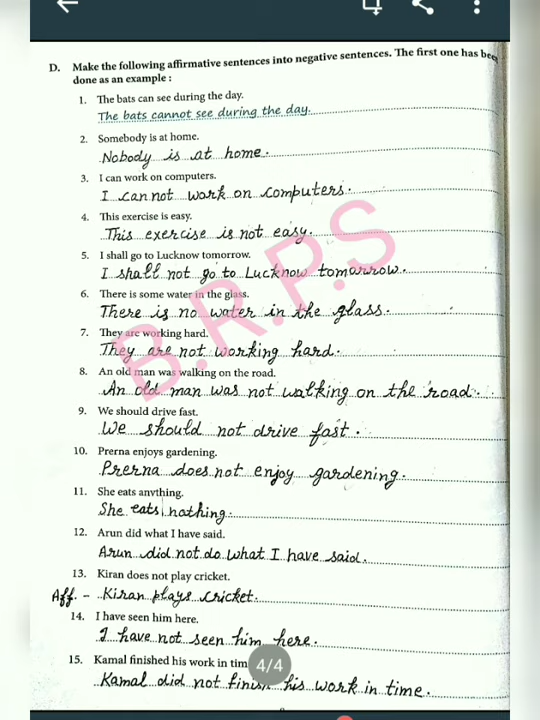 D. Make the following affirmative sentences into negative sentences. The first one has been
done as an example :
1. The bats can see during the day.
The bats cannot see during the day.
2. Somebody is at home.
Nobody is at home.
3. I can work on computers.
I can not work on computers.
4. This exercise is easy.
This exercise is not easy.
5. I shall go to Lucknow tomorrow.
I shall not go to Lucknow tomarrow.
6. There is some water in the glass.
There is no water in the glass.
7. They are working hard.
They are not working hard.
8. An old man was walking on the road.
An old man was not walking on the road.
9. We should drive fast.
We should not drive fast.
10. Prerna enjoys gardening.
Prerna does not enjoy gardening.
11. She eats anything.
She eats nothing.
12. Arun did what I have said.
Arun did not do what I have said.
13. Kiran does not play cricket.
Aff. - Kiran plays cricket.
14. I have seen him here.
I have not seen him here.
15. Kamal finished his work in tim
4/4
Kamal did not finish his work in time.
B.R.P.S